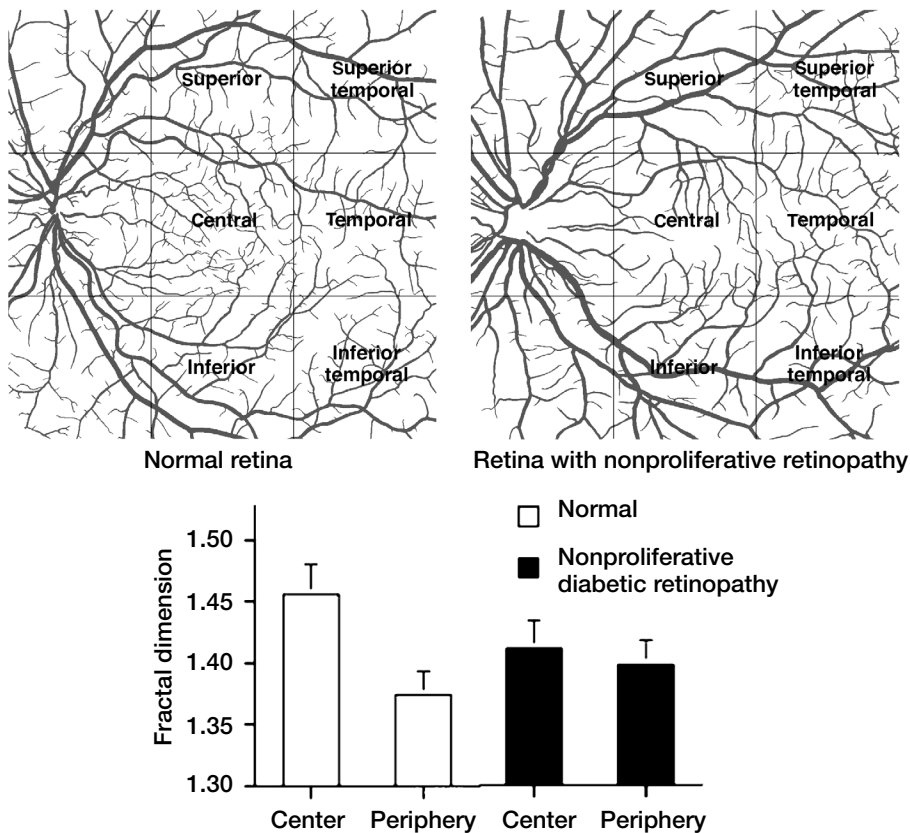 Superior
Superior
temporal
Central
Temporal
Inferior
Inferior
temporal
Normal retina
Superior
Superior
temporal
Central
Temporal
Inferior
Inferior
temporal
Retina with nonproliferative retinopathy
Fractal dimension
1.50
1.45
1.40
1.35
1.30
Normal
Nonproliferative
diabetic retinopathy
Center
Periphery
Center
Periphery